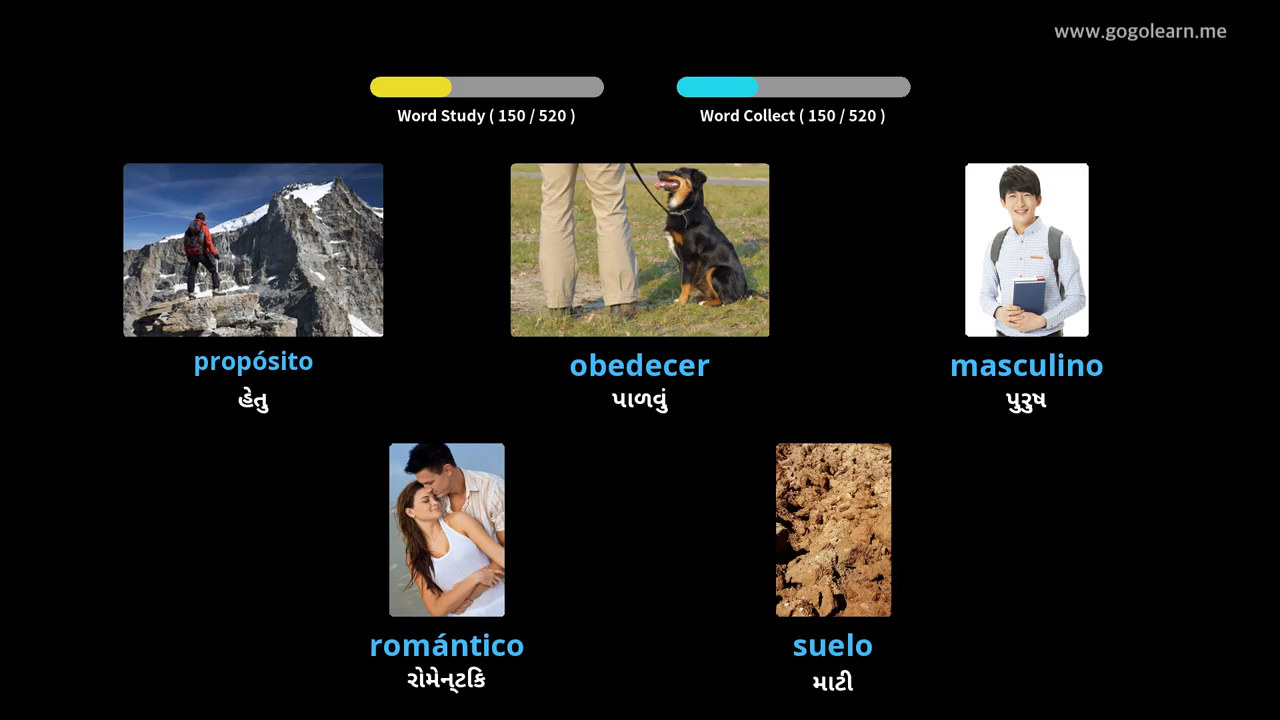 www.gogolearn.me
Word Study ( 150 / 520 )
Word Collect ( 150 / 520 )
propósito
હેતુ
obedecer
પાળવું
masculino
પુરુષ
romántico
રોમેન્ટિક
suelo
માટી